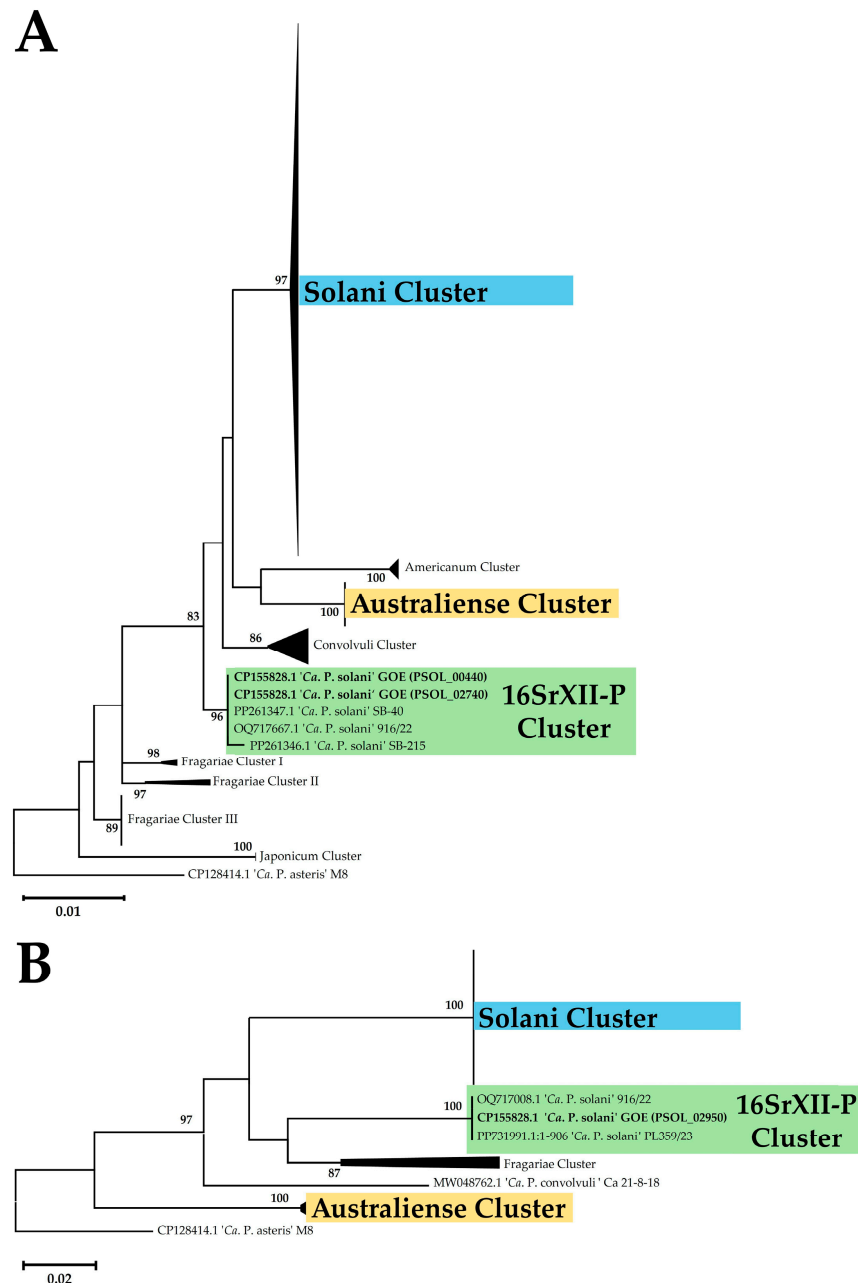 A
97
Solani Cluster
100
Americanum Cluster
100
Australiense Cluster
83
86
Convolvuli Cluster
CP155828.1 'Ca. P. solani' GOE (PSOL_00440)
CP155828.1 'Ca. P. solani' GOE (PSOL_02740)
PP261347.1 'Ca. P. solani' SB-40
OQ717667.1 'Ca. P. solani' 916/22
PP261346.1 'Ca. P. solani' SB-215
96
16SrXII-P
Cluster
98
Fragariae Cluster I
97
Fragariae Cluster II
89
Fragariae Cluster III
100
Japonicum Cluster
CP128414.1 'Ca. P. asteris' M8
0.01
B
100
Solani Cluster
97
100
OQ717008.1 'Ca. P. solani' 916/22
CP155828.1 'Ca. P. solani' GOE (PSOL_02950)
PP731991.1:1-906 'Ca. P. solani' PL359/23
16SrXII-P
Cluster
87
Fragariae Cluster
MW048762.1 'Ca. P. convolvuli' Ca 21-8-18
100
Australiense Cluster
CP128414.1 'Ca. P. asteris' M8
0.02